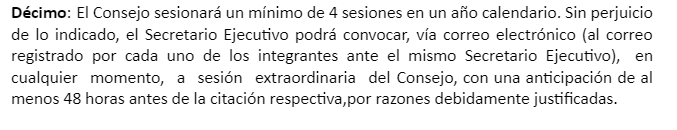 Décimo: El Consejo sesionará un mínimo de 4 sesiones en un año calendario. Sin perjuicio
de lo indicado, el Secretario Ejecutivo podrá convocar, vía correo electrónico (al correo
registrado por cada uno de los integrantes ante el mismo Secretario Ejecutivo), en
cualquier momento, a sesión extraordinaria del Consejo, con una anticipación de al
menos 48 horas antes de la citación respectiva,por razones debidamente justificadas.